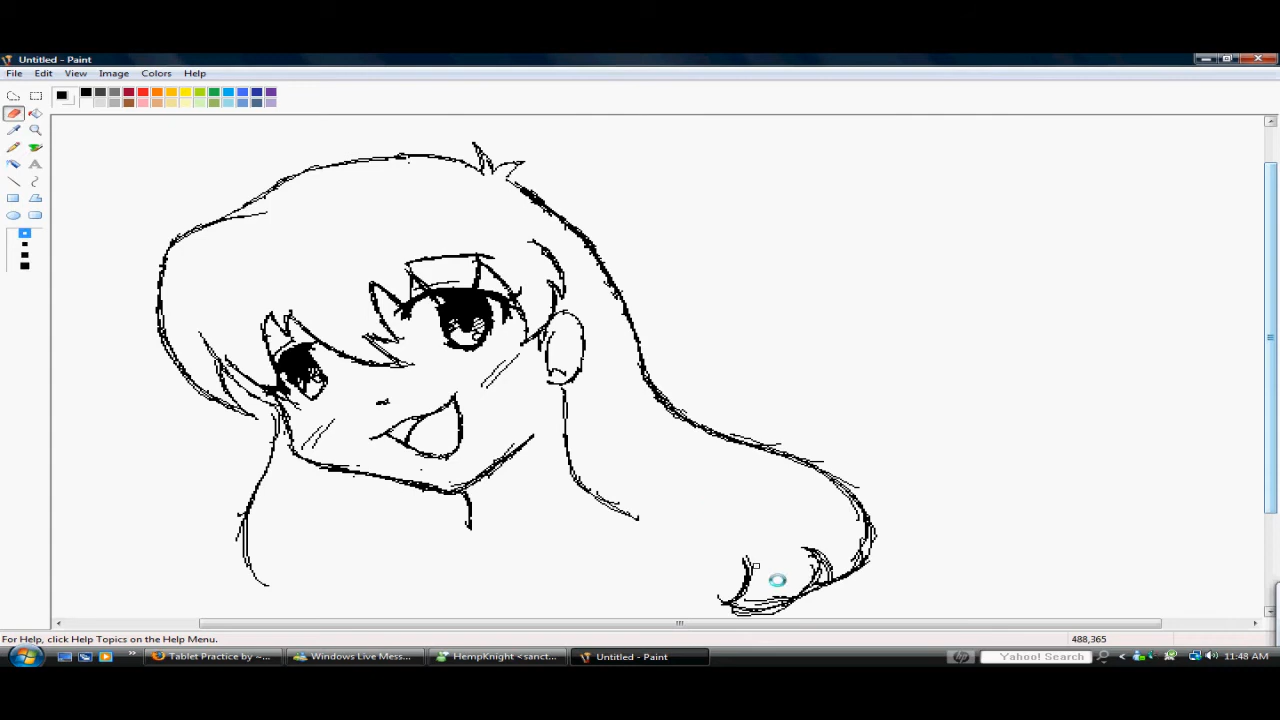 Untitled - Paint
File Edit View Image Colors Help
For Help, click Help Topics on the Help Menu.
488,365
Tablet Practice by ~...
Windows Live Mess...
HempKnight <sanct...
Untitled - Paint
hp
Yahoo! Search
11:48 AM